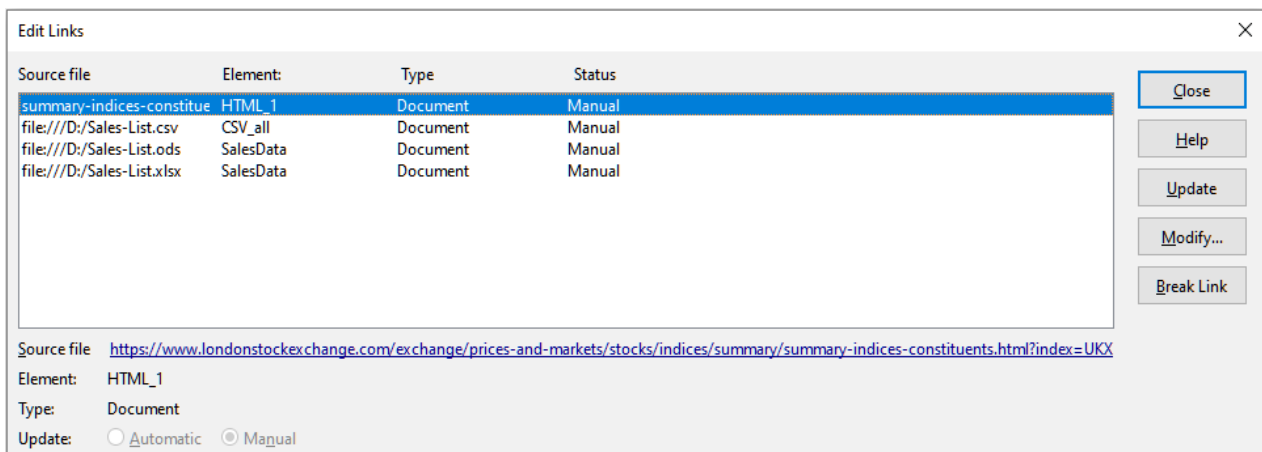 Edit Links
Source file Element: Type Status
summary-indices-constitue HTML_1 Document Manual
file:///D:/Sales-List.csv CSV_all Document Manual
file:///D:/Sales-List.ods SalesData Document Manual
file:///D:/Sales-List.xlsx SalesData Document Manual
Close
Help
Update
Modify...
Break Link
Source file https://www.londonstockexchange.com/exchange/prices-and-markets/stocks/indices/summary/summary-indices-constituents.html?index=UKX
Element: HTML_1
Type: Document
Update: Automatic Manual